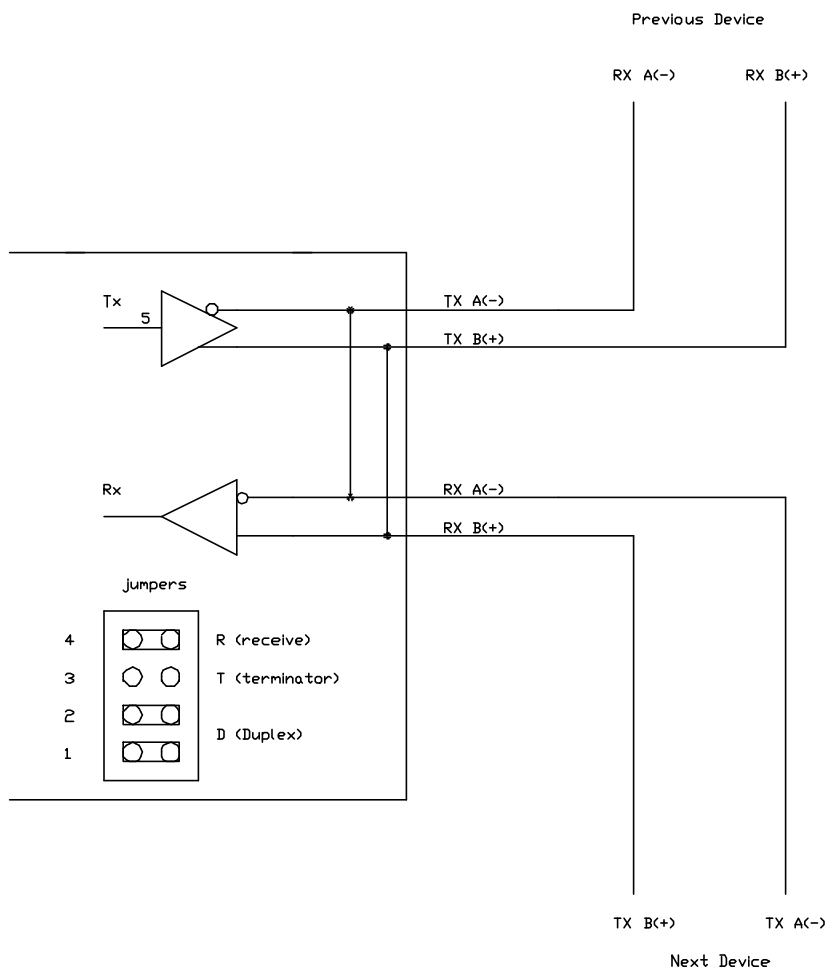 Previous Device
RX A(-)
RX B(+)
Tx
5
TX A(-)
TX B(+)
Rx
RX A(-)
RX B(+)
jumpers
4
R (receive)
3
T (terminator)
2
D (Duplex)
1
TX B(+)
TX A(-)
Next Device